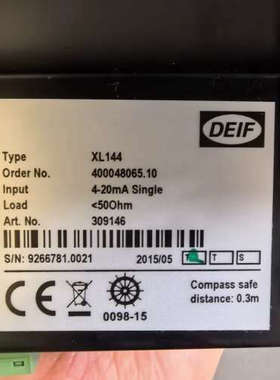 DEIF
Type XL144
Order No. 400048065.10
Input 4-20mA Single
Load <50Ohm
Art. No. 309146
S/N: 9266781.0021 2015/05 T T S
CE 0098-15
Compass safe
distance: 0.3m